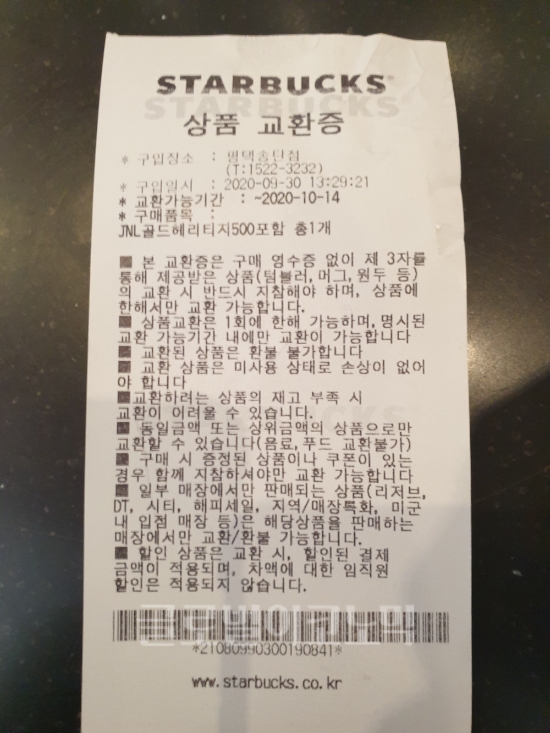 STARBUCKS
상품 교환증
* 구입장소 : 평택송탄점
(T:1522-3232)
* 구입일시 : 2020-09-30 13:29:21
* 교환가능기간 : ~2020-10-14
* 구매품목 :
JNL골드헤리티지500포함 총1개
■ 본 교환증은 구매 영수증 없이 제 3자를
통해 제공받은 상품(텀블러,머그,원두 등)
의 교환 시 반드시 지참해야 하며, 상품에
한해서만 교환 가능합니다.
■ 상품교환은 1회에 한해 가능하며,명시된
교환 가능기간 내에만 교환이 가능합니다
■ 교환된 상품은 환불 불가합니다
■ 교환 상품은 미사용 상태로 손상이 없어
야 합니다
■교환하려는 상품의 재고 부족 시
교환이 어려울 수 있습니다.
■ 동일금액 또는 상위금액의 상품으로만
교환할 수 있습니다(음료,푸드 교환불가)
■ 구매 시 증정된 상품이나 쿠폰이 있는
경우 함께 지참하셔야만 교환 가능합니다
■ 일부 매장에서만 판매되는 상품(리저브,
DT, 시티, 해피세일, 지역/매장특화, 미군
내 입점 매장 등)은 해당상품을 판매하는
매장에서만 교환/환불 가능합니다.
■ 할인 상품은 교환 시, 할인된 결제
금액이 적용되며, 차액에 대한 임직원
할인은 적용되지 않습니다.
글로벌이코노믹
*21080990300190841*
www.starbucks.co.kr